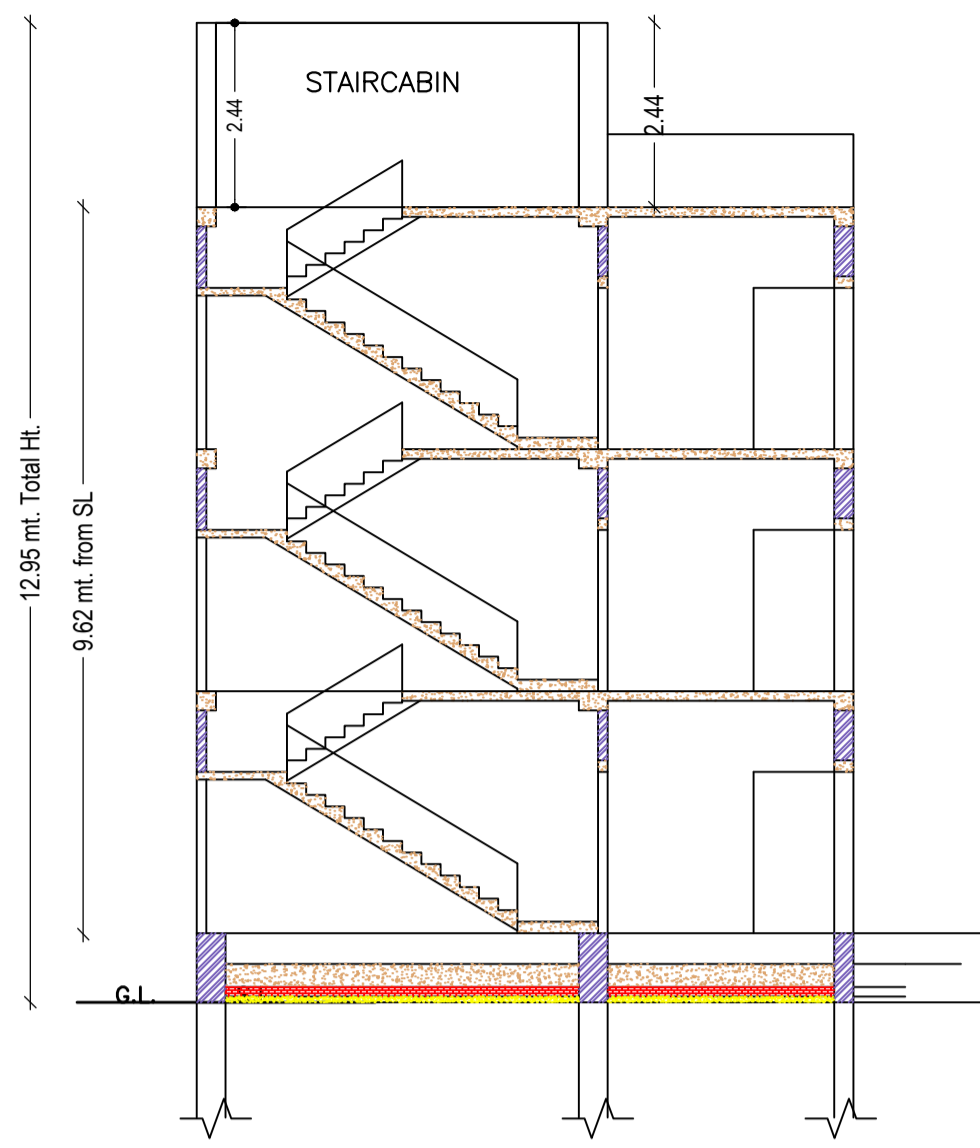 STAIRCABIN
2.44
2.44
12.95 mt. Total Ht.
9.62 mt. from SL
G.L.